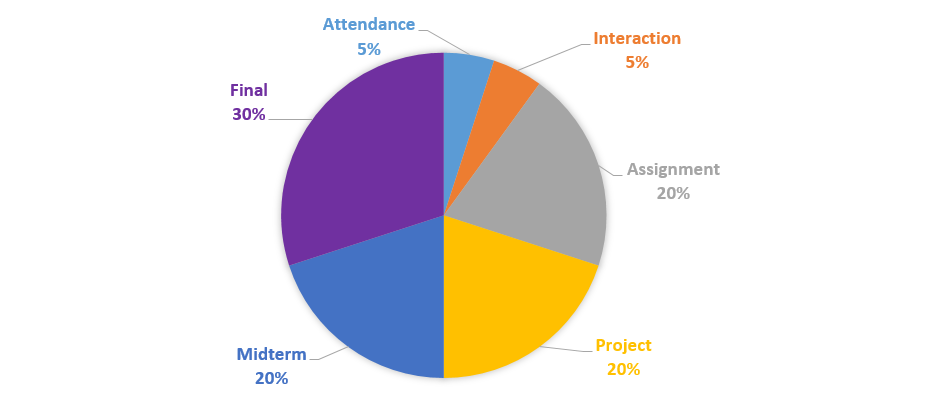 Attendance
5%
Interaction
5%
Assignment
20%
Project
20%
Midterm
20%
Final
30%